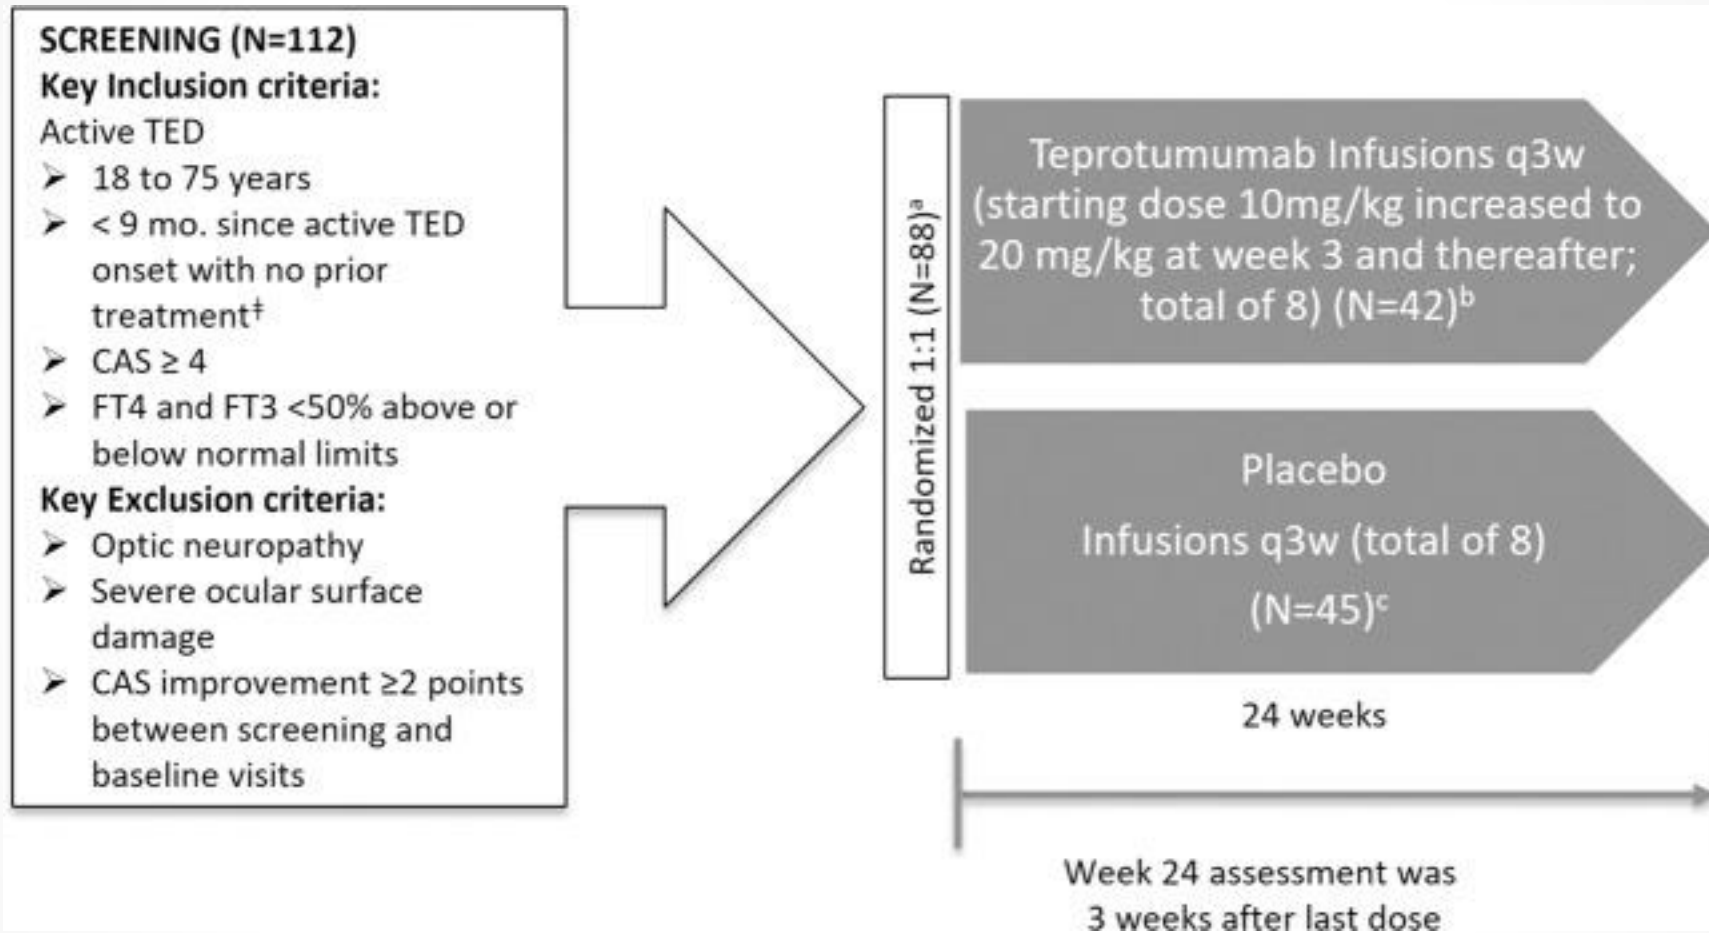 SCREENING (N=112)
Key Inclusion criteria:
Active TED
➢ 18 to 75 years
➢ < 9 mo. since active TED
onset with no prior
treatment‡
➢ CAS ≥ 4
➢ FT4 and FT3 <50% above or
below normal limits
Key Exclusion criteria:
➢ Optic neuropathy
➢ Severe ocular surface
damage
➢ CAS improvement ≥2 points
between screening and
baseline visits
Randomized 1:1 (N=88)ᵃ
Teprotumumab Infusions q3w
(starting dose 10mg/kg increased to
20 mg/kg at week 3 and thereafter;
total of 8) (N=42)ᵇ
Placebo
Infusions q3w (total of 8)
(N=45)ᶜ
24 weeks
Week 24 assessment was
3 weeks after last dose